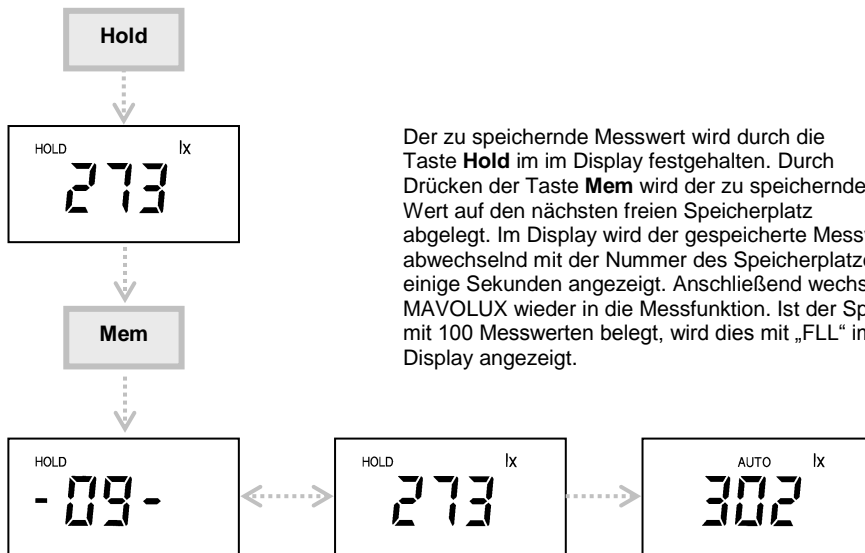 Hold
HOLD lx
273
Der zu speichernde Messwert wird durch die
Taste Hold im im Display festgehalten. Durch
Drücken der Taste Mem wird der zu speichernde
Wert auf den nächsten freien Speicherplatz
abgelegt. Im Display wird der gespeicherte Mess
abwechselnd mit der Nummer des Speicherplatze
einige Sekunden angezeigt. Anschließend wechs
MAVOLUX wieder in die Messfunktion. Ist der Sp
mit 100 Messwerten belegt, wird dies mit „FLL“ i
Display angezeigt.
Mem
HOLD
-09-
HOLD lx
273
AUTO lx
302